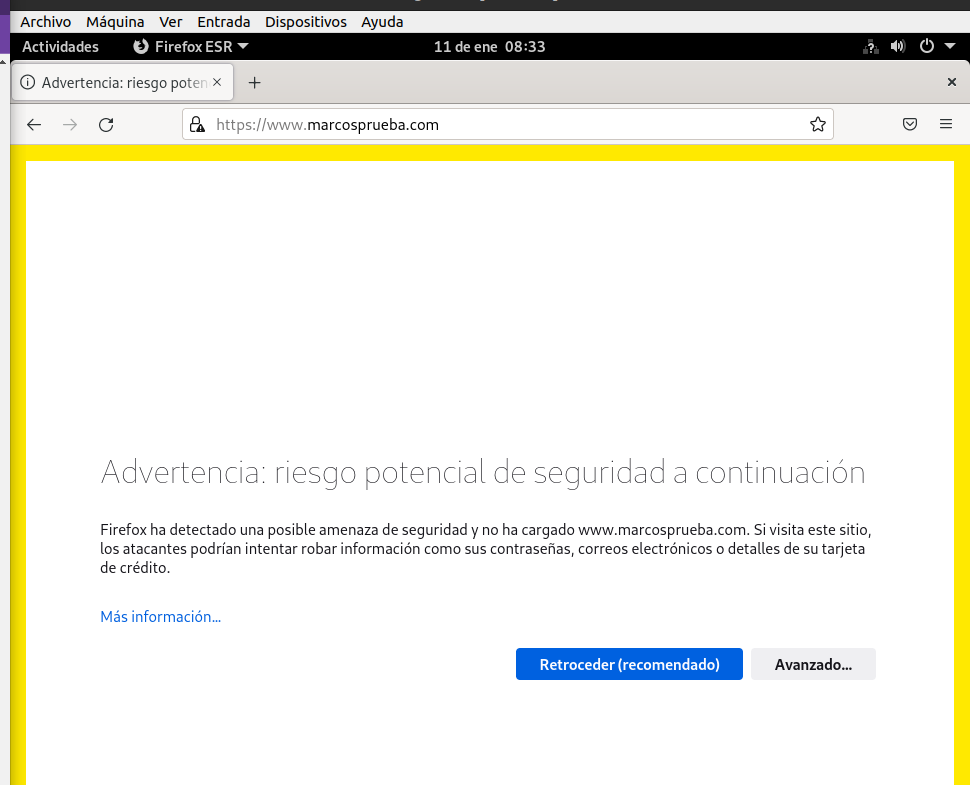 Archivo Máquina Ver Entrada Dispositivos Ayuda
Actividades Firefox ESR 11 de ene 08:33
Advertencia: riesgo poten
https://www.marcosprueba.com
Advertencia: riesgo potencial de seguridad a continuación
Firefox ha detectado una posible amenaza de seguridad y no ha cargado www.marcosprueba.com. Si visita este sitio,
los atacantes podrían intentar robar información como sus contraseñas, correos electrónicos o detalles de su tarjeta
de crédito.
Más información...
Retroceder (recomendado) Avanzado...